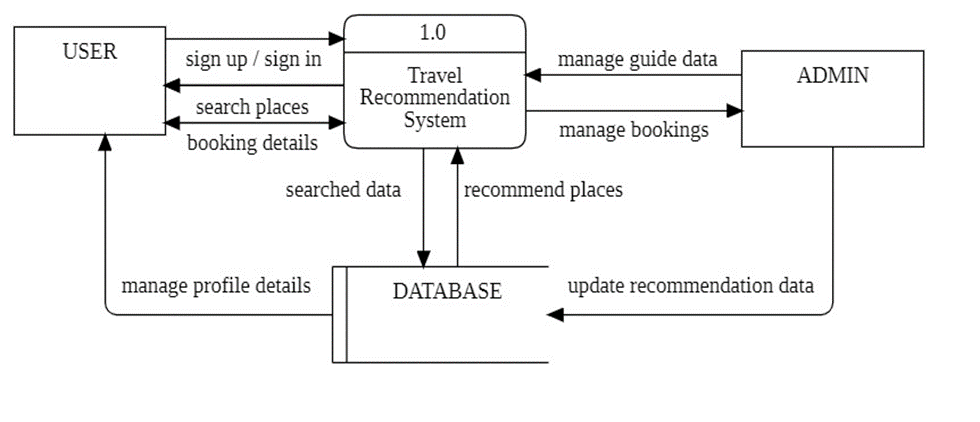 USER
sign up / sign in
search places
booking details
1.0
Travel
Recommendation
System
manage guide data
manage bookings
ADMIN
searched data
recommend places
manage profile details
DATABASE
update recommendation data